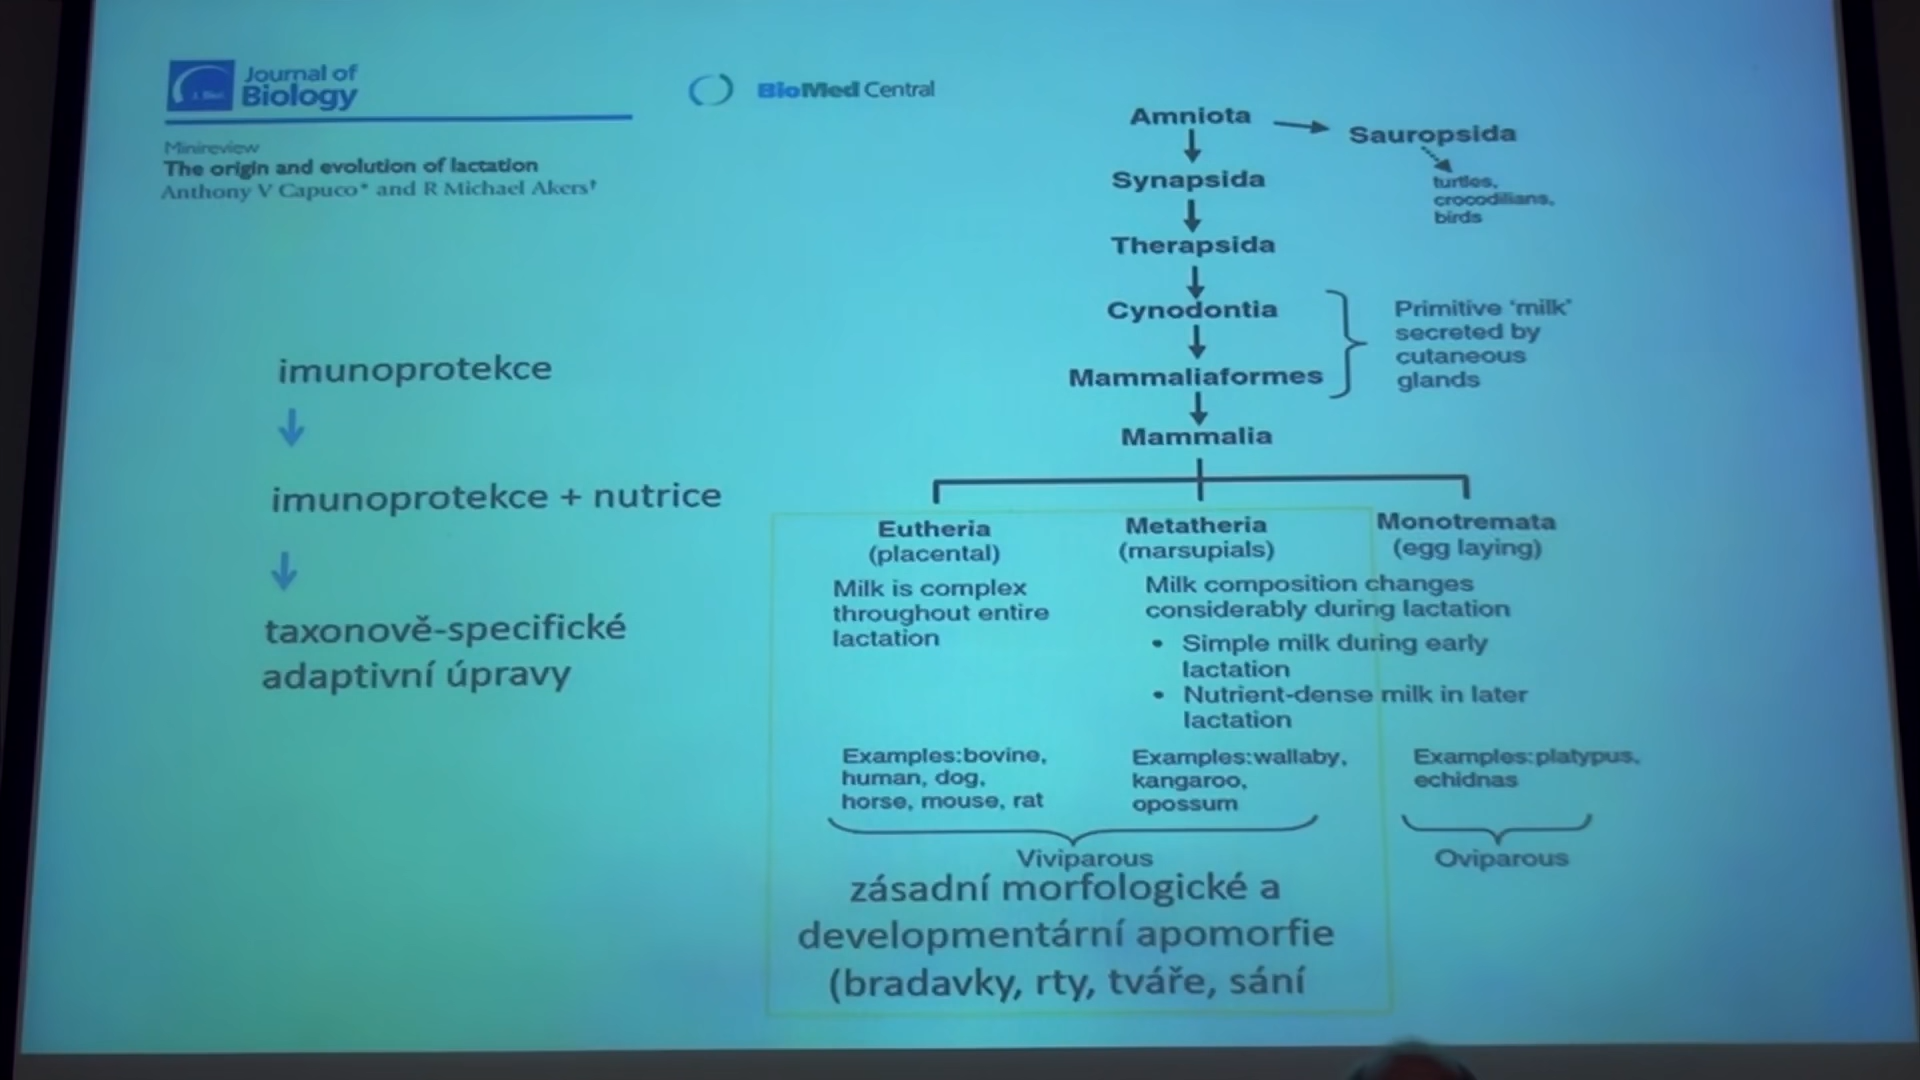 Journal of
Biology
BioMed Central
Minireview
The origin and evolution of lactation
Anthony V Capuco* and R Michael Akers†
imunoprotekce
imunoprotekce + nutrice
taxonově-specifické
adaptivní úpravy
Amniota
Sauropsida
turtles,
crocodilians,
birds
Synapsida
Therapsida
Cynodontia
Mammaliaformes
Primitive ‘milk’
secreted by
cutaneous
glands
Mammalia
Eutheria
(placental)
Milk is complex
throughout entire
lactation
Metatheria
(marsupials)
Monotremata
(egg laying)
Milk composition changes
considerably during lactation
• Simple milk during early
lactation
• Nutrient-dense milk in later
lactation
Examples:bovine,
human, dog,
horse, mouse, rat
Examples:wallaby,
kangaroo,
opossum
Examples:platypus,
echidnas
Viviparous
Oviparous
zásadní morfologické a
developmentární apomorfie
(bradavky, rty, tváře, sání